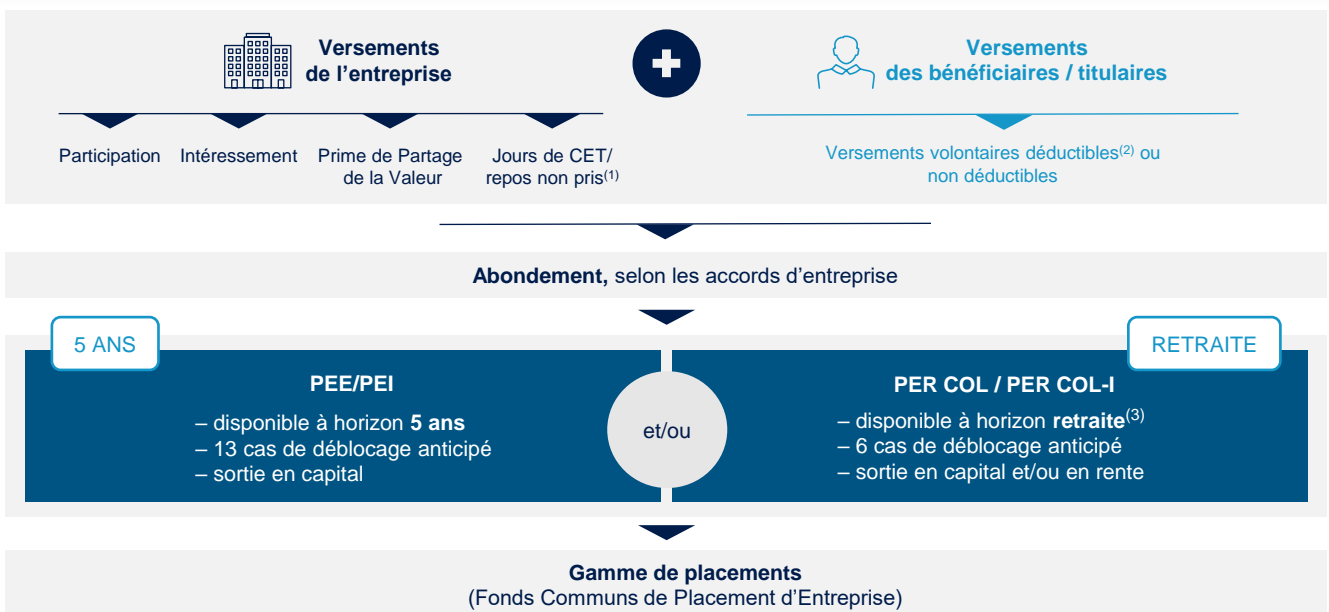 Versements
de l'entreprise
Versements
des bénéficiaires / titulaires
Participation
Intéressement
Prime de Partage
de la Valeur
Jours de CET/
repos non pris(1)
Versements volontaires déductibles(2) ou
non déductibles
Abondement, selon les accords d'entreprise
5 ANS
PEE/PEI
– disponible à horizon 5 ans
– 13 cas de déblocage anticipé
– sortie en capital
et/ou
RETRAITE
PER COL / PER COL-I
– disponible à horizon retraite(3)
– 6 cas de déblocage anticipé
– sortie en capital et/ou en rente
Gamme de placements
(Fonds Communs de Placement d'Entreprise)